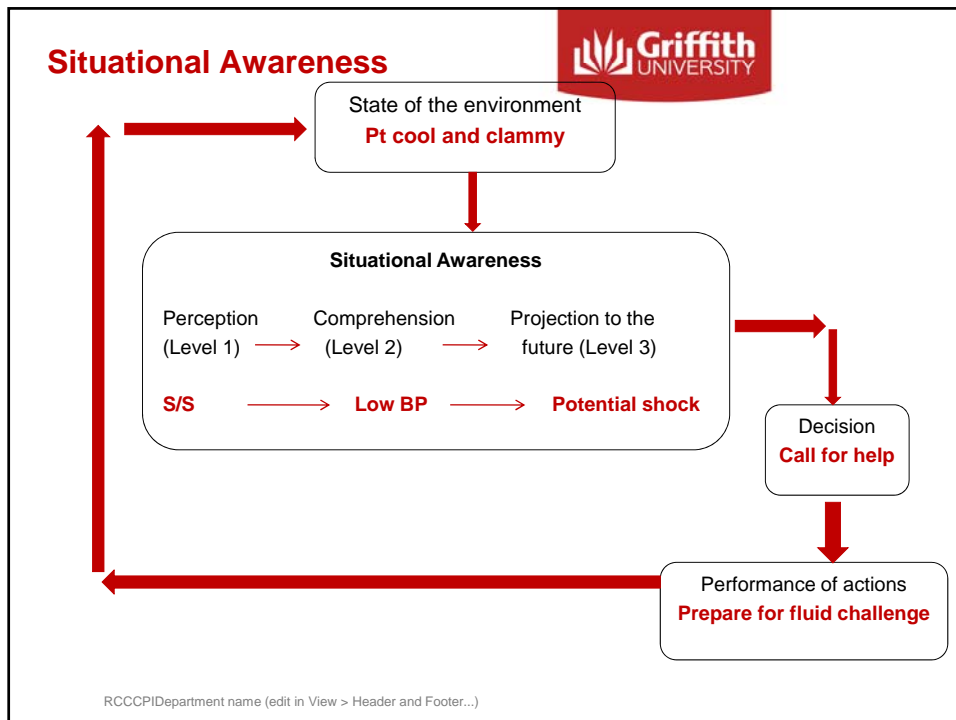 Situational Awareness
Griffith
UNIVERSITY
State of the environment
Pt cool and clammy
Situational Awareness
Perception Comprehension Projection to the
(Level 1) (Level 2) future (Level 3)
S/S Low BP Potential shock
Decision
Call for help
Performance of actions
Prepare for fluid challenge
RCCCPIDepartment name (edit in View > Header and Footer...)